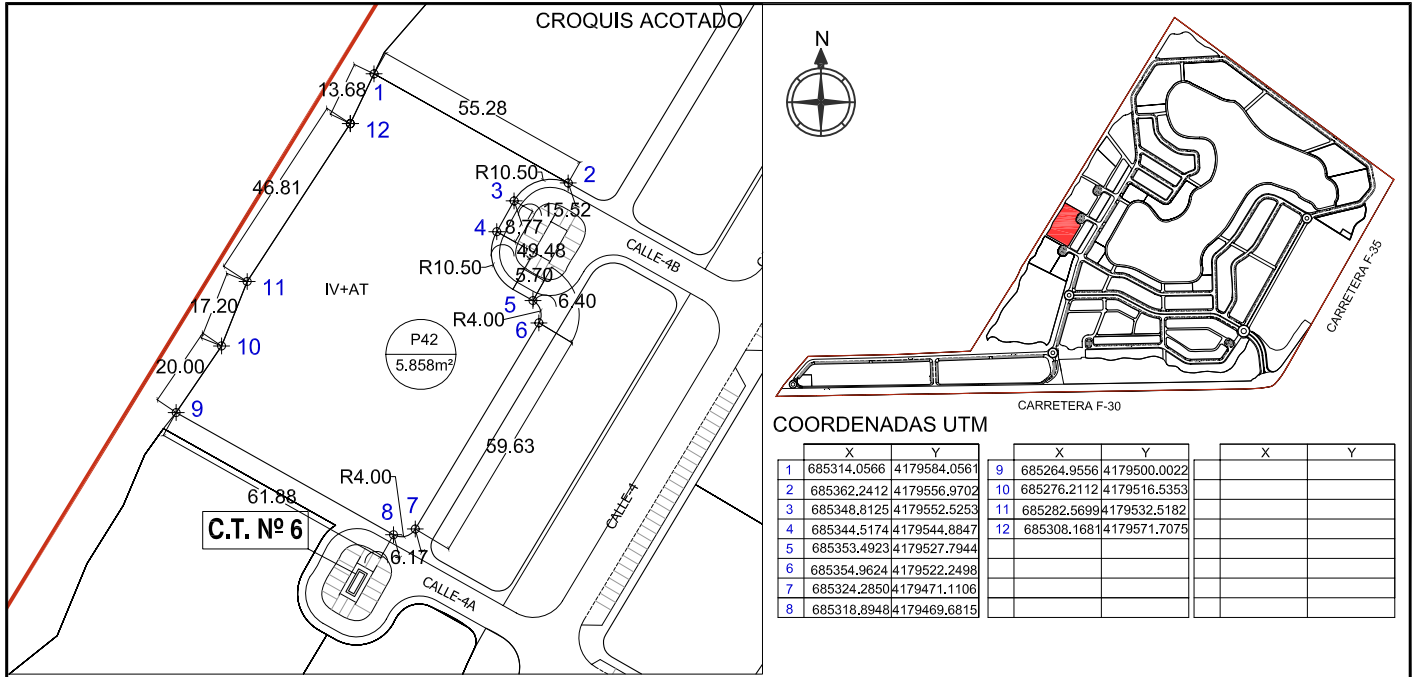 CROQUIS ACOTADO
13.68
1
12
55.28
R10.50
2
3
15.52
4
8.77
49.48
CALLE-4B
R10.50
5.70
46.81
11
IV+AT
5
6.40
R4.00
6
17.20
10
P42
5.858m²
20.00
9
59.63
R4.00
61.88
8
7
CALLE-4
C.T. Nº 6
6.17
CALLE-4A
N
CARRETERA F-35
CARRETERA F-30
COORDENADAS UTM
X Y X Y X Y
1 685314.0566 4179584.0561 9 685264.9556 4179500.0022
2 685362.2412 4179556.9702 10 685276.2112 4179516.5353
3 685348.8125 4179552.5253 11 685282.5699 4179532.5182
4 685344.5174 4179544.8847 12 685308.1681 4179571.7075
5 685353.4923 4179527.7944
6 685354.9624 4179522.2498
7 685324.2850 4179471.1106
8 685318.8948 4179469.6815